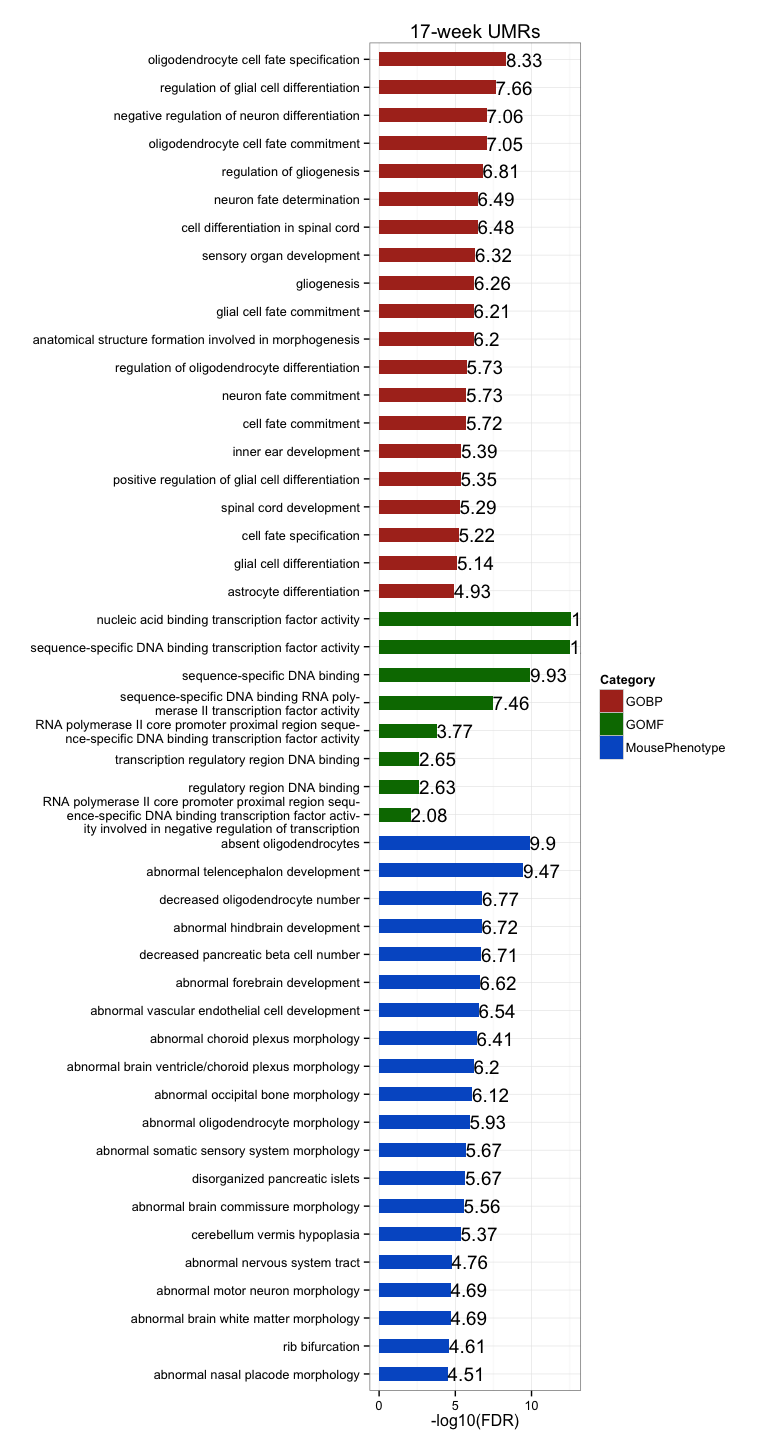 17-week UMRs
oligodendrocyte cell fate specification 8.33
regulation of glial cell differentiation 7.66
negative regulation of neuron differentiation 7.06
oligodendrocyte cell fate commitment 7.05
regulation of gliogenesis 6.81
neuron fate determination 6.49
cell differentiation in spinal cord 6.48
sensory organ development 6.32
gliogenesis 6.26
glial cell fate commitment 6.21
anatomical structure formation involved in morphogenesis 6.2
regulation of oligodendrocyte differentiation 5.73
neuron fate commitment 5.73
cell fate commitment 5.72
inner ear development 5.39
positive regulation of glial cell differentiation 5.35
spinal cord development 5.29
cell fate specification 5.22
glial cell differentiation 5.14
astrocyte differentiation 4.93
nucleic acid binding transcription factor activity 1
sequence-specific DNA binding transcription factor activity 1
sequence-specific DNA binding 9.93
sequence-specific DNA binding RNA poly-
merase II transcription factor activity 7.46
RNA polymerase II core promoter proximal region seque-
nce-specific DNA binding transcription factor activity 3.77
transcription regulatory region DNA binding 2.65
regulatory region DNA binding 2.63
RNA polymerase II core promoter proximal region sequ-
ence-specific DNA binding transcription factor activ- 2.08
ity involved in negative regulation of transcription
absent oligodendrocytes 9.9
abnormal telencephalon development 9.47
decreased oligodendrocyte number 6.77
abnormal hindbrain development 6.72
decreased pancreatic beta cell number 6.71
abnormal forebrain development 6.62
abnormal vascular endothelial cell development 6.54
abnormal choroid plexus morphology 6.41
abnormal brain ventricle/choroid plexus morphology 6.2
abnormal occipital bone morphology 6.12
abnormal oligodendrocyte morphology 5.93
abnormal somatic sensory system morphology 5.67
disorganized pancreatic islets 5.67
abnormal brain commissure morphology 5.56
cerebellum vermis hypoplasia 5.37
abnormal nervous system tract 4.76
abnormal motor neuron morphology 4.69
abnormal brain white matter morphology 4.69
rib bifurcation 4.61
abnormal nasal placode morphology 4.51
0 5 10
-log10(FDR)
Category
GOBP
GOMF
MousePhenotype